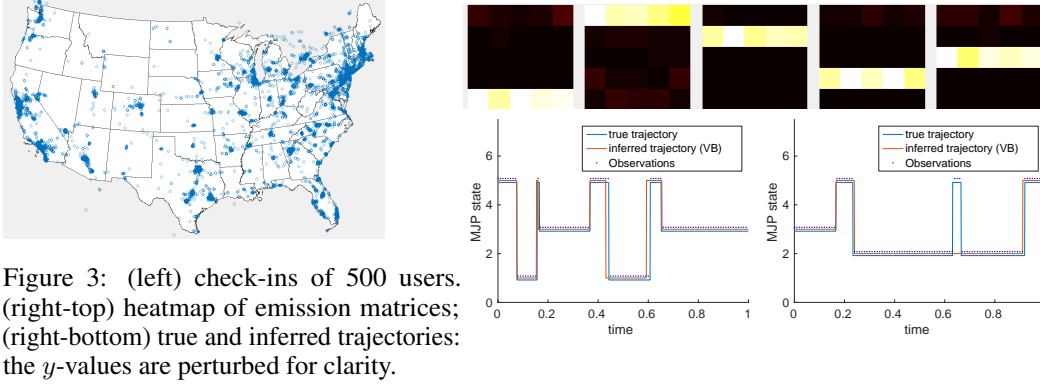 true trajectory
inferred trajectory (VB)
Observations
MJP state
6
4
2
0
0
0.2
0.4
0.6
0.8
1
time
true trajectory
inferred trajectory (VB)
Observations
MJP state
6
4
2
0
0
0.2
0.4
0.6
0.8
1
time
Figure 3: (left) check-ins of 500 users.
(right-top) heatmap of emission matrices;
(right-bottom) true and inferred trajectories:
the y-values are perturbed for clarity.